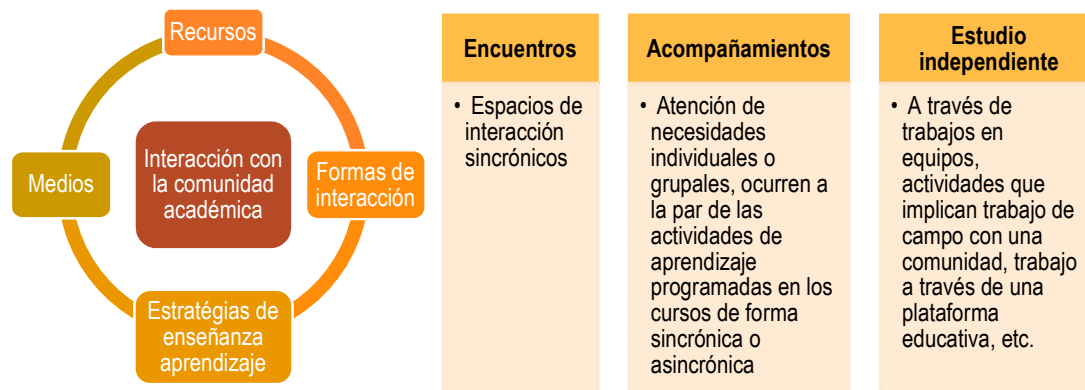 Recursos
Interacción con
la comunidad
académica
Medios
Formas de
interacción
Estratégias de
enseñanza
aprendizaje
Encuentros
• Espacios de
interacción
sincrónicos
Acompañamientos
• Atención de
necesidades
individuales o
grupales, ocurren a
la par de las
actividades de
aprendizaje
programadas en los
cursos de forma
sincrónica o
asincrónica
Estudio
independiente
• A través de
trabajos en
equipos,
actividades que
implican trabajo de
campo con una
comunidad, trabajo
a través de una
plataforma
educativa, etc.